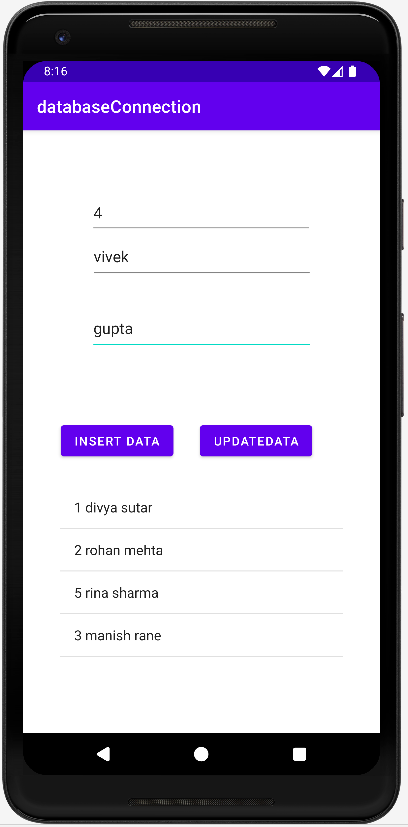 8:16
databaseConnection
4
vivek
gupta
INSERT DATA UPDATEDATA
1 divya sutar
2 rohan mehta
5 rina sharma
3 manish rane